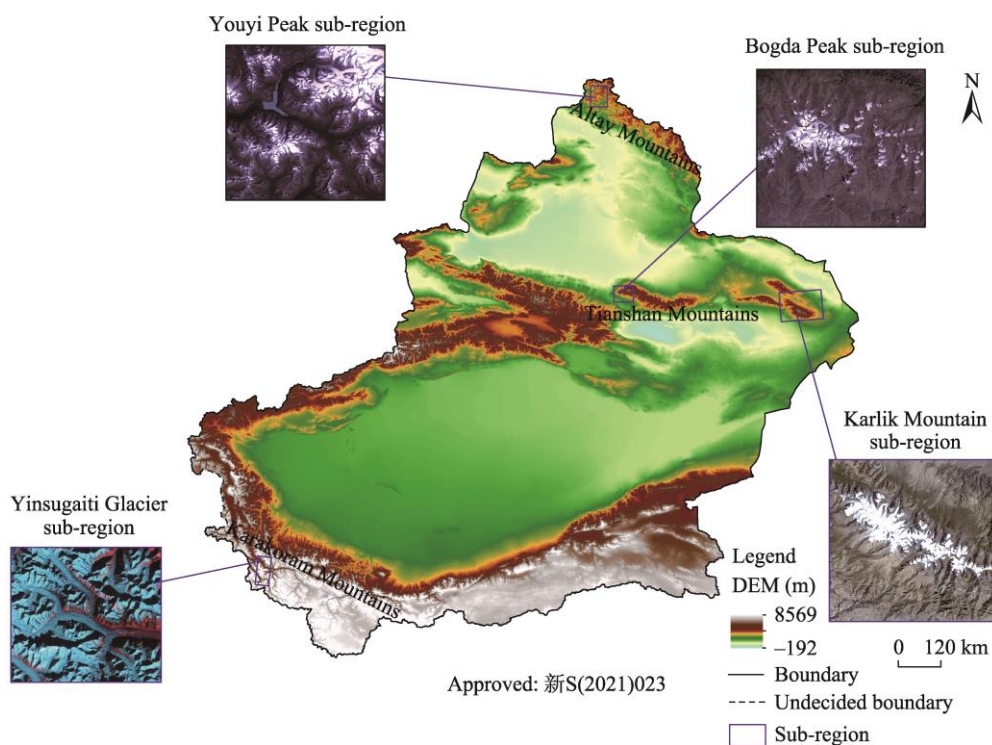 Youyi Peak sub-region
Bogda Peak sub-region
N
Altay Mountains
Tianshan Mountains
Karlik Mountain
sub-region
Yinsugaiti Glacier
sub-region
Karakoram Mountains
Legend
DEM (m)
8569
–192
0 120 km
Boundary
Undecided boundary
Sub-region
Approved: 新S(2021)023